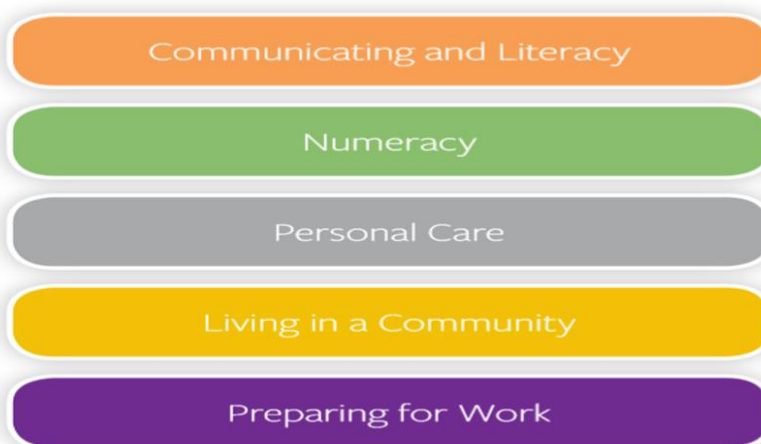 Communicating and Literacy
Numeracy
Personal Care
Living in a Community
Preparing for Work